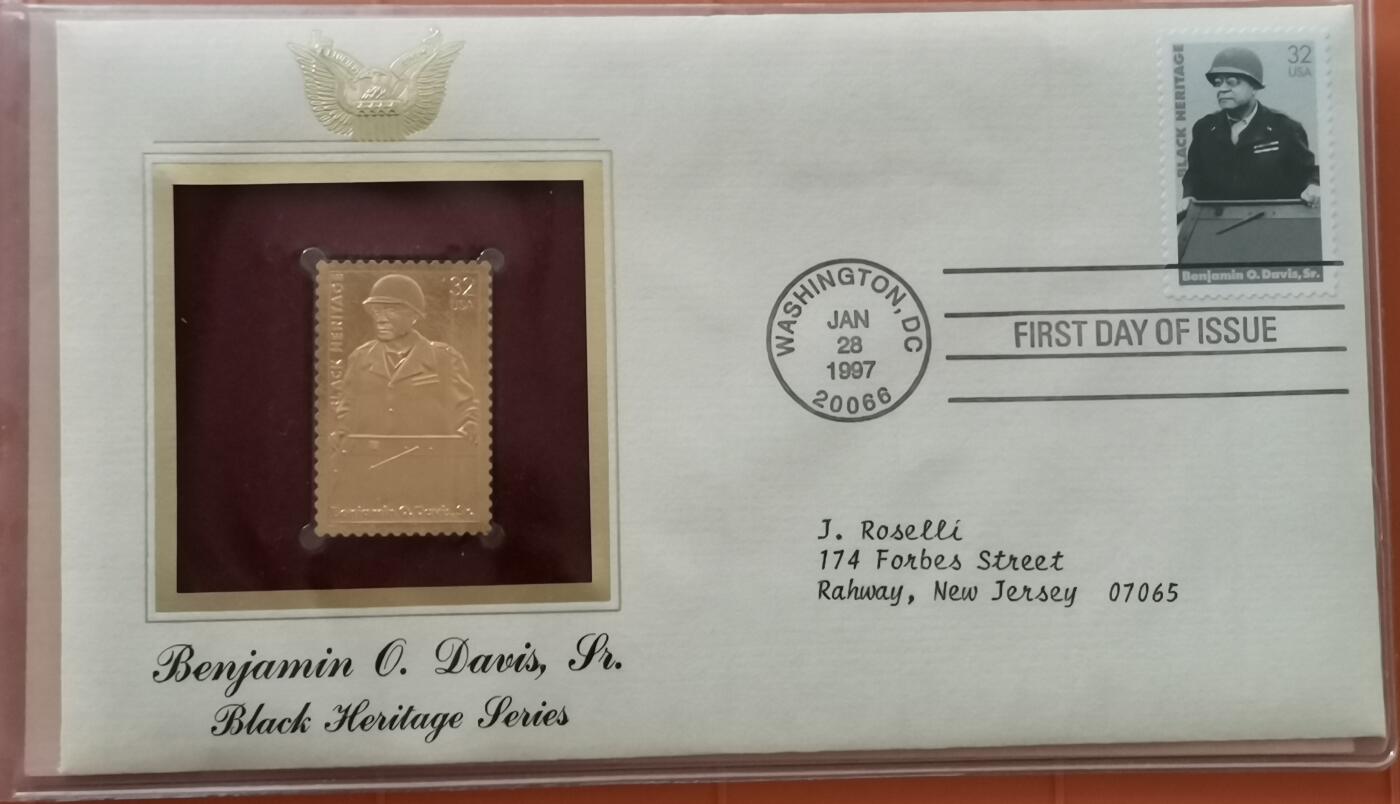 BLACK HERITAGE
32
USA
Benjamin O. Davis, Sr.
BLACK HERITAGE
32
USA
Benjamin O. Davis, Sr.
WASHINGTON, DC
JAN
28
1997
20066
FIRST DAY OF ISSUE
J. Roselli
174 Forbes Street
Rahway, New Jersey 07065
Benjamin O. Davis, Sr.
Black Heritage Series